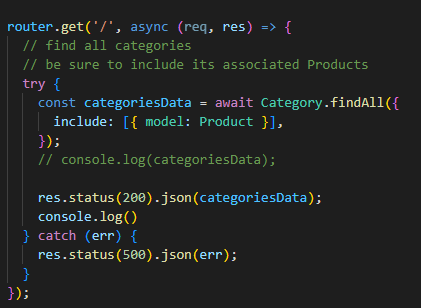 router.get('/', async (req, res) => {
  // find all categories
  // be sure to include its associated Products
  try {
    const categoriesData = await Category.findAll({
      include: [{ model: Product }],
    });
    // console.log(categoriesData);

    res.status(200).json(categoriesData);
    console.log()
  } catch (err) {
    res.status(500).json(err);
  }
});